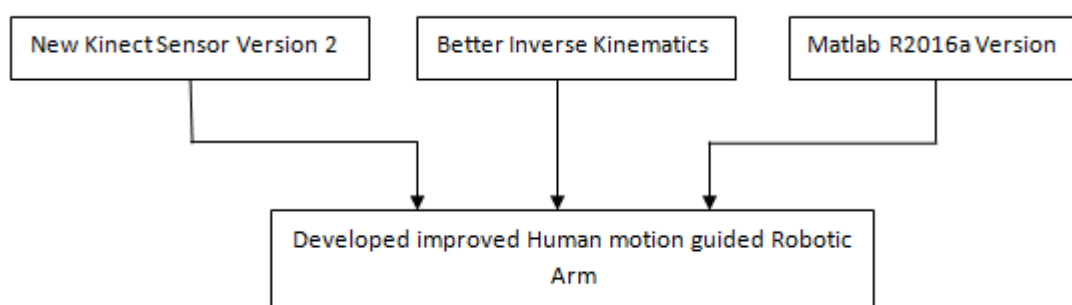 New Kinect Sensor Version 2
Better Inverse Kinematics
Matlab R2016a Version
Developed improved Human motion guided Robotic
Arm